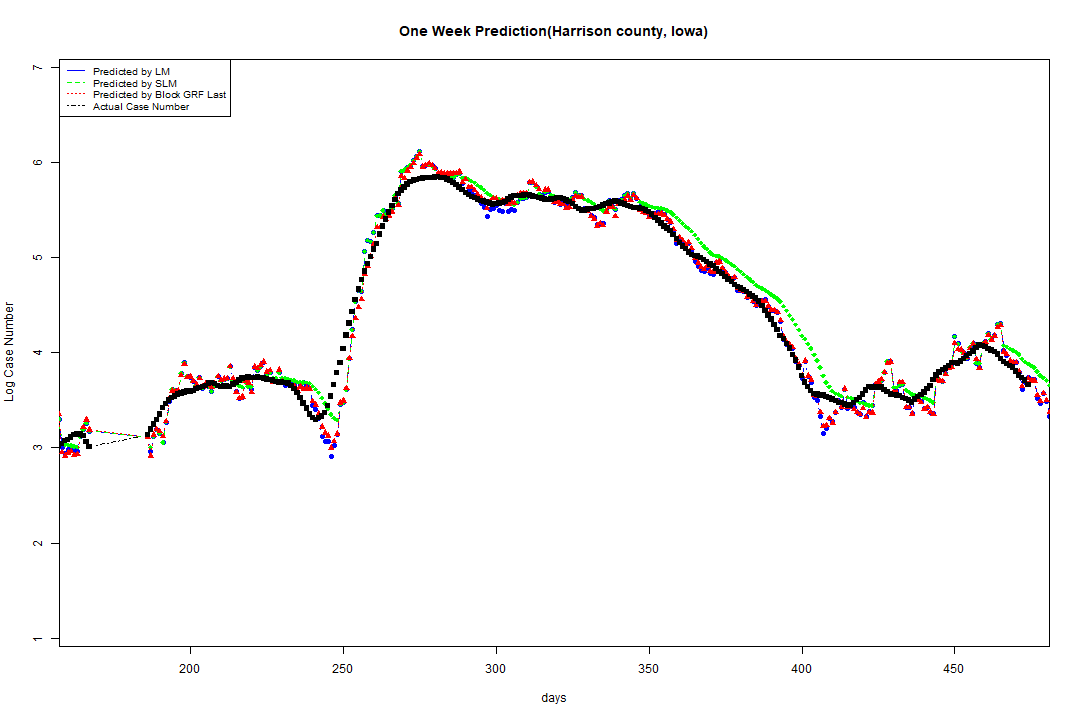 One Week Prediction(Harrison county, Iowa)
Predicted by LM
Predicted by SLM
Predicted by Block GRF Last
Actual Case Number
7
6
5
4
3
2
1
Log Case Number
200 250 300 350 400 450
days